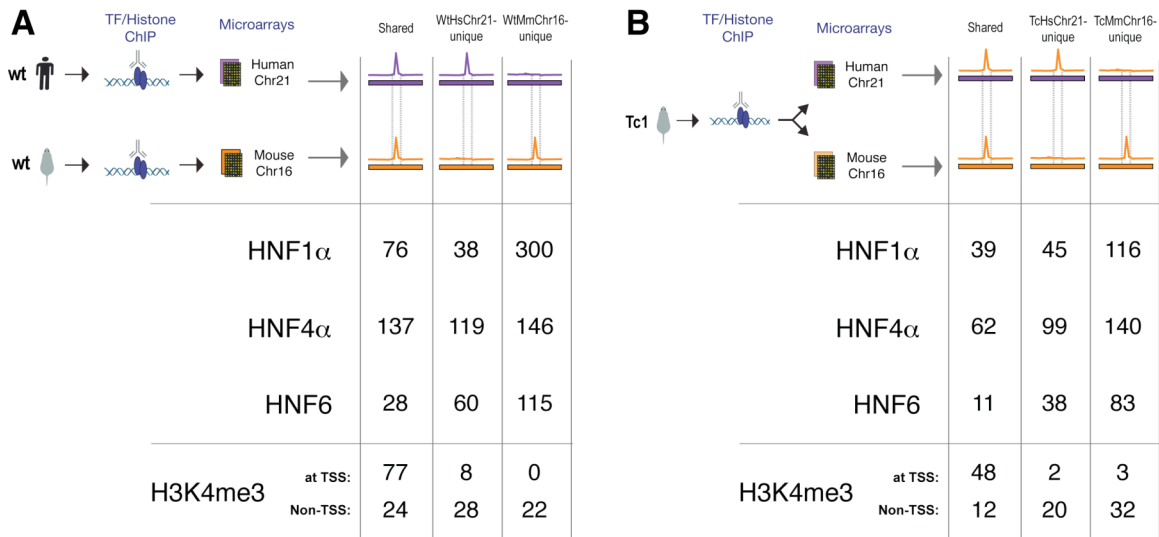 A
TF/Histone
ChIP
Microarrays
Shared
WtHsChr21-
unique
WtMmChr16-
unique
wt
Human
Chr21
wt
Mouse
Chr16
HNF1α 76 38 300
HNF4α 137 119 146
HNF6 28 60 115
H3K4me3
at TSS: 77 8 0
Non-TSS: 24 28 22
B
TF/Histone
ChIP
Microarrays
Shared
TcHsChr21-
unique
TcMmChr16-
unique
Human
Chr21
Tc1
Mouse
Chr16
HNF1α 39 45 116
HNF4α 62 99 140
HNF6 11 38 83
H3K4me3
at TSS: 48 2 3
Non-TSS: 12 20 32